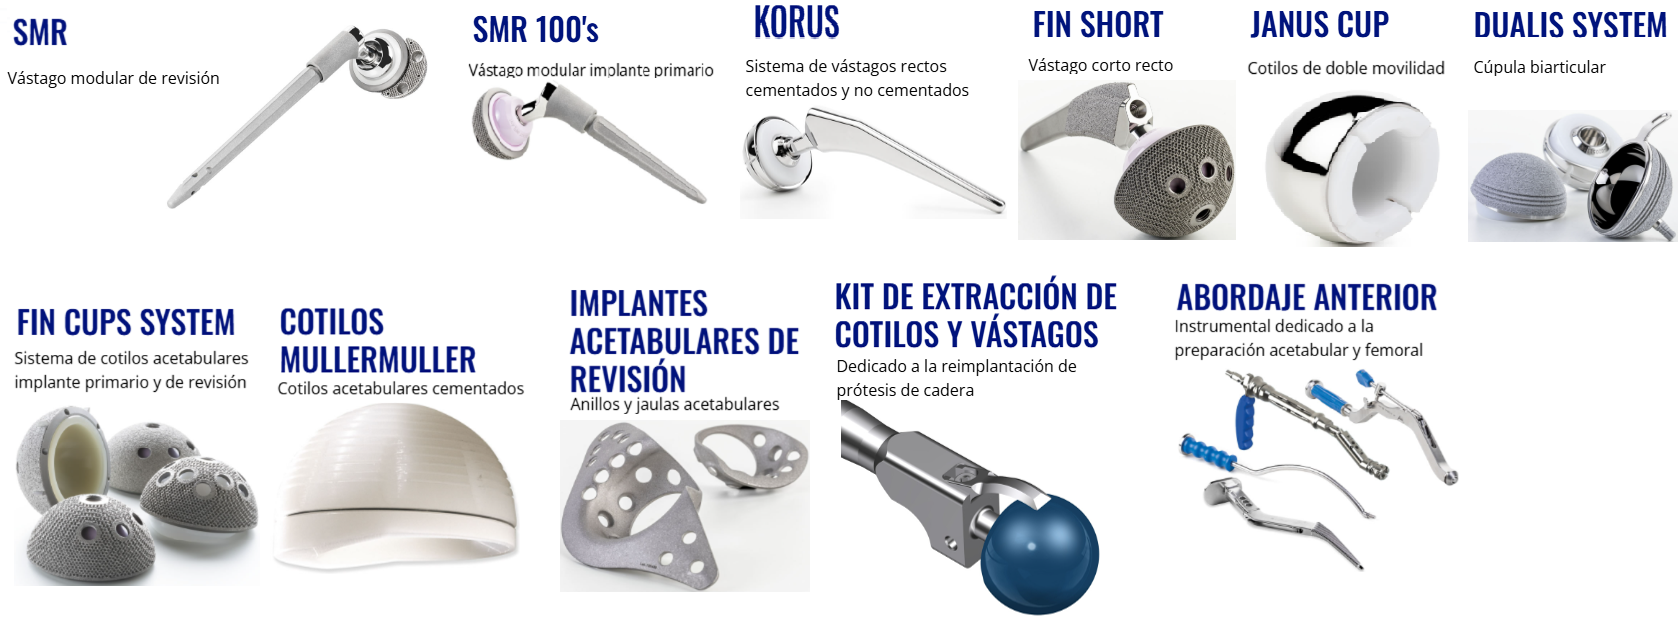 SMR
Vástago modular de revisión
SMR 100's
Vástago modular implante primario
KORUS
Sistema de vástagos rectos
cementados y no cementados
FIN SHORT
Vástago corto recto
JANUS CUP
Cotilos de doble movilidad
DUALIS SYSTEM
Cúpula biarticular
FIN CUPS SYSTEM
Sistema de cotilos acetabulares
implante primario y de revisión
COTILOS
MULLERMULLER
Cotilos acetabulares cementados
IMPLANTES
ACETABULARES DE
REVISIÓN
Anillos y jaulas acetabulares
KIT DE EXTRACCIÓN DE
COTILOS Y VÁSTAGOS
Dedicado a la reimplantación de
prótesis de cadera
ABORDAJE ANTERIOR
Instrumental dedicado a la
preparación acetabular y femoral